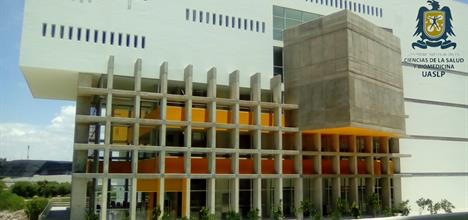 CIENCIAS DE LA SALUD
Y BIOMEDICINA
UASLP